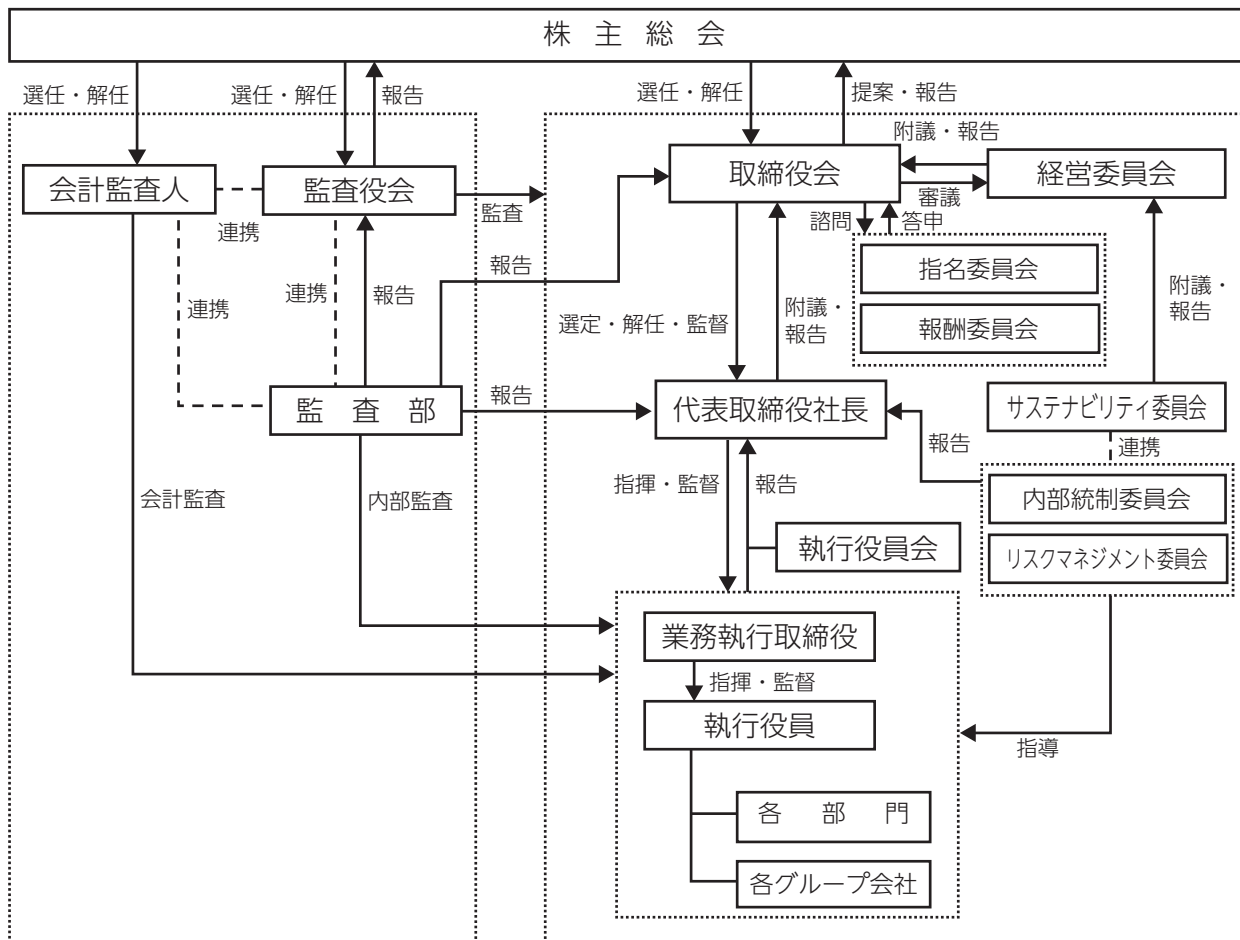 株主総会
選任・解任
選任・解任
報告
選任・解任
提案・報告
附議・報告
会計監査人
監査役会
取締役会
経営委員会
連携
監査
審議
諮問
答申
報告
指名委員会
報酬委員会
連携
連携
報告
選定・解任・監督
附議・
報告
附議・
報告
監査部
報告
代表取締役社長
サステナビリティ委員会
報告
連携
会計監査
内部監査
指揮・監督
報告
内部統制委員会
執行役員会
リスクマネジメント委員会
業務執行取締役
指揮・監督
執行役員
指導
各部門
各グループ会社